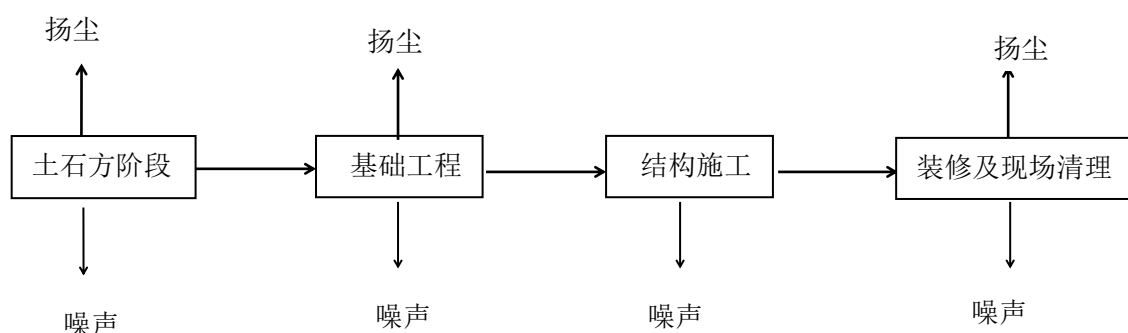 扬尘
扬尘
扬尘
土石方阶段
基础工程
结构施工
装修及现场清理
噪声
噪声
噪声
噪声